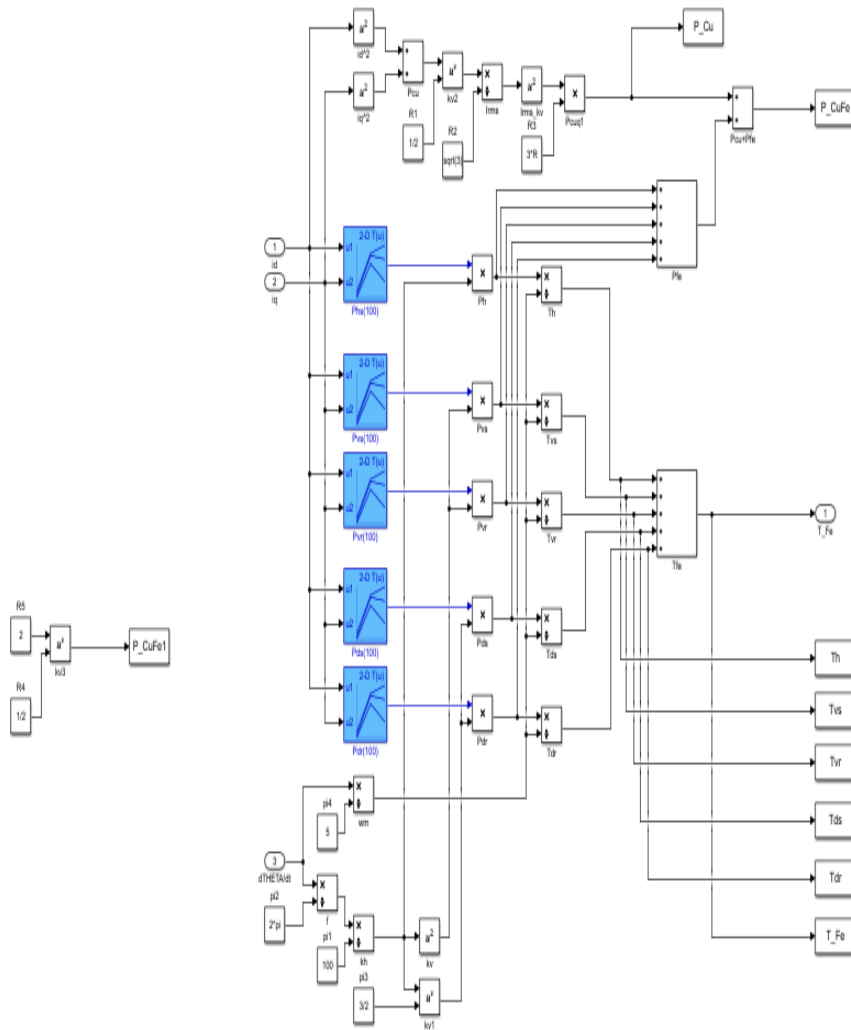 u²
id^2
P_Cu
u²
iq^2
Pcu
uᵛ
kv2
× ÷
Irms
u²
Irms_kv
×
Pcuq1
P_CuFe
Pcu+Pfe
R1
1/2
R2
sqrt(3)
R3
3*R
1
id
2
iq
2-D T(u)
u1
u2
Phs(100)
×
Ph
× ÷
Th
Pfe
2-D T(u)
u1
u2
Pvs(100)
×
Pvs
× ÷
Tvs
2-D T(u)
u1
u2
Pvr(100)
×
Pvr
× ÷
Tvr
Tfe
1
T_Fe
2-D T(u)
u1
u2
Pds(100)
×
Pds
× ÷
Tds
R5
2
uᵛ
kv3
P_CuFe1
R4
1/2
2-D T(u)
u1
u2
Pdr(100)
×
Pdr
× ÷
Tdr
Th
Tvs
Tvr
Tds
Tdr
T_Fe
pi4
5
× ÷
wm
3
dTHETA/dt
pi2
2*pi
× ÷
f
pi1
100
× ÷
kh
u²
kv
pi3
3/2
uᵛ
kv1